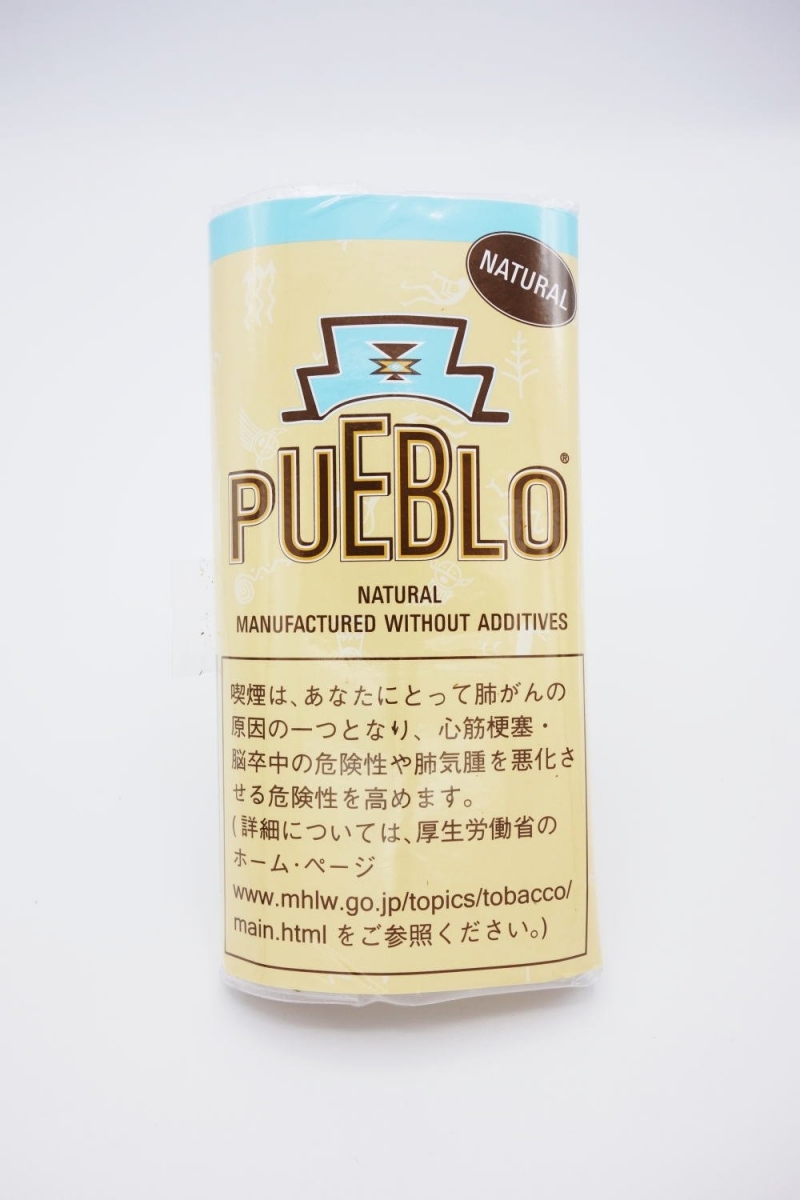 NATURAL
PUEBLO®
NATURAL
MANUFACTURED WITHOUT ADDITIVES
喫煙は、あなたにとって肺がんの
原因の一つとなり、心筋梗塞・
脳卒中の危険性や肺気腫を悪化さ
せる危険性を高めます。
(詳細については、厚生労働省の
ホーム・ページ
www.mhlw.go.jp/topics/tobacco/
main.html をご参照ください。)